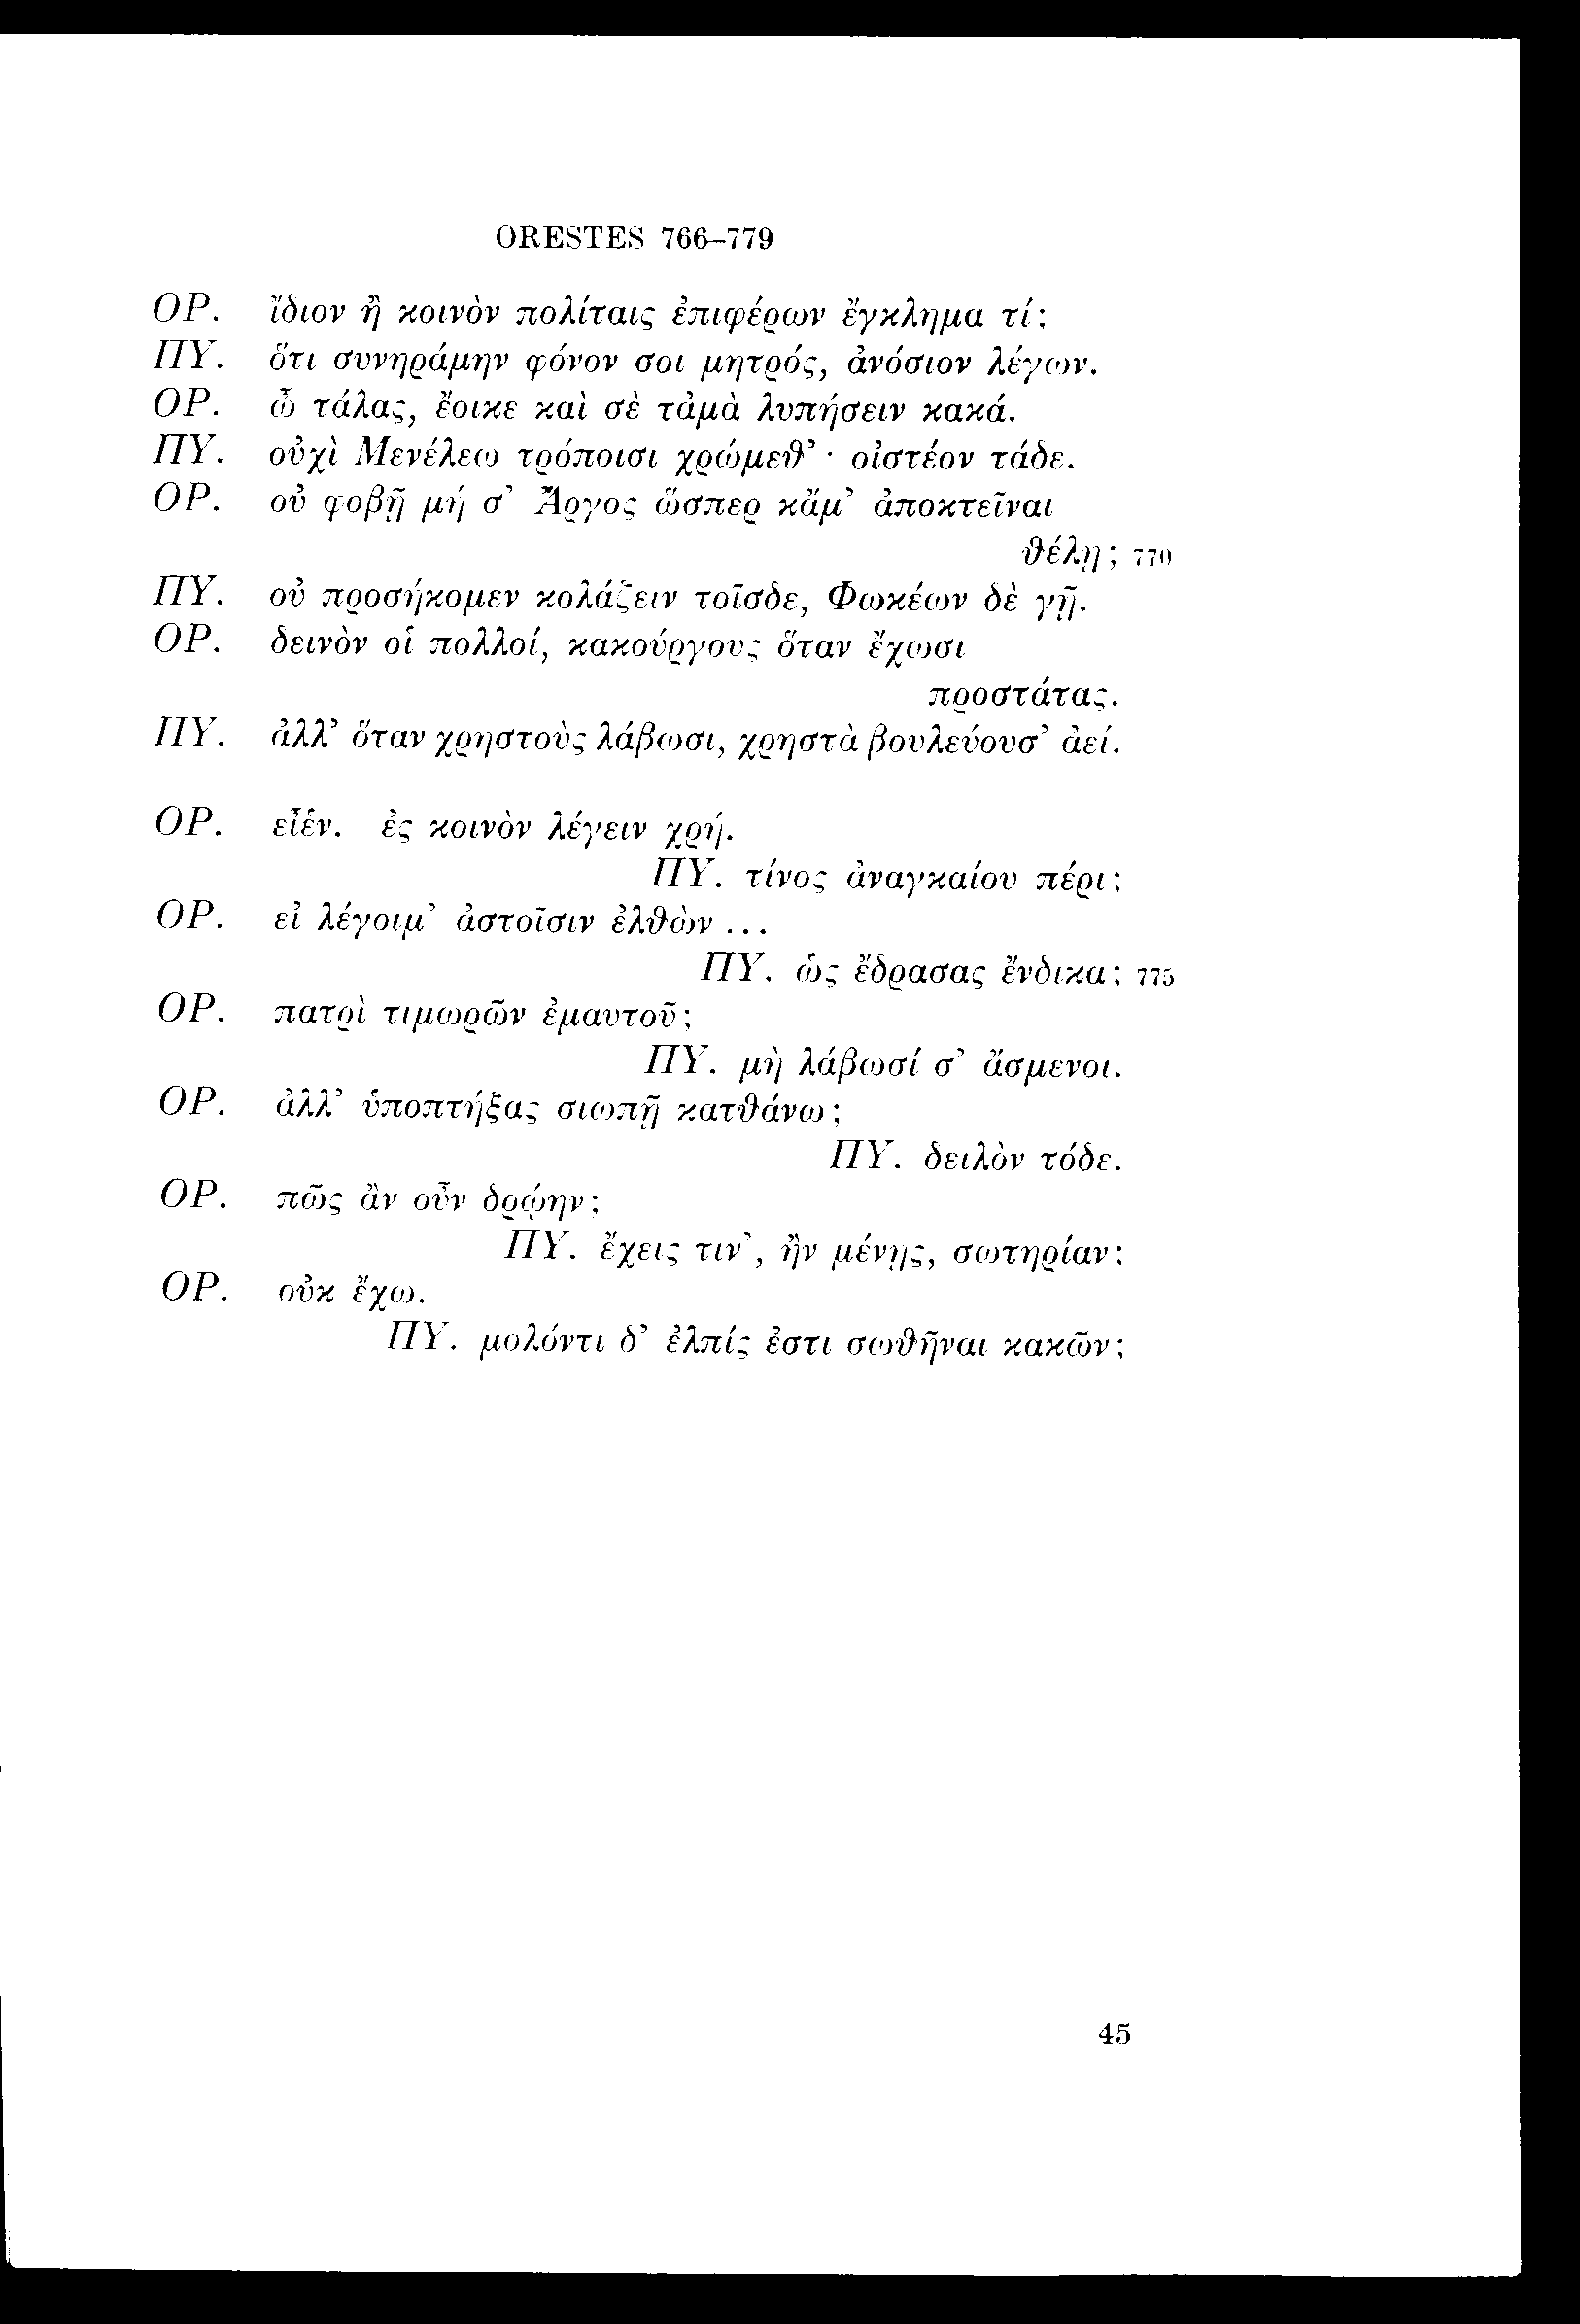 ORESTES 766–779
ΟΡ. ἴδιον ἢ κοινὸν πολίταις ἐπιφέρων ἔγκλημα τί;
ΠΥ. ὅτι συνηράμην φόνον σοι μητρός, ἀνόσιον λέγων.
ΟΡ. ὦ τάλας, ἔοικε καὶ σὲ τἀμὰ λυπήσειν κακά.
ΠΥ. οὐχὶ Μενέλεω τρόποισι χρώμεθ’· οἰστέον τάδε.
ΟΡ. οὐ φοβῇ μή σ’ Ἄργος ὥσπερ κἄμ’ ἀποκτεῖναι
θέλῃ; 770
ΠΥ. οὐ προσήκομεν κολάζειν τοῖσδε, Φωκέων δὲ γῇ.
ΟΡ. δεινὸν οἱ πολλοί, κακούργους ὅταν ἔχωσι
προστάτας.
ΠΥ. ἀλλ’ ὅταν χρηστοὺς λάβωσι, χρηστὰ βουλεύουσ’ ἀεί.
ΟΡ. εἶἑν. ἐς κοινὸν λέγειν χρή.
ΠΥ. τίνος ἀναγκαίου πέρι;
ΟΡ. εἰ λέγοιμ’ ἀστοῖσιν ἐλθὼν ...
ΠΥ. ὡς ἔδρασας ἔνδικα; 775
ΟΡ. πατρὶ τιμωρῶν ἐμαυτοῦ;
ΠΥ. μὴ λάβωσί σ’ ἄσμενοι.
ΟΡ. ἀλλ’ ὑποπτήξας σιωπῇ κατθάνω;
ΠΥ. δειλὸν τόδε.
ΟΡ. πῶς ἂν οὖν δρῴην;
ΠΥ. ἔχεις τιν’, ἢν μένῃς, σωτηρίαν;
ΟΡ. οὐκ ἔχω.
ΠΥ. μολόντι δ’ ἐλπίς ἐστι σωθῆναι κακῶν;
45